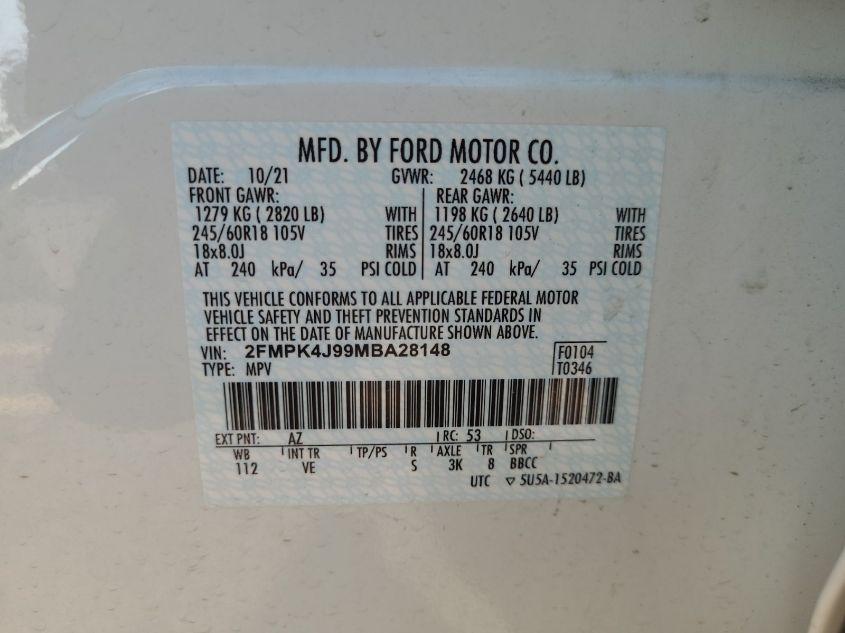 MFD. BY FORD MOTOR CO.
DATE: 10/21 GVWR: 2468 KG ( 5440 LB)
FRONT GAWR: REAR GAWR:
1279 KG ( 2820 LB) WITH 1198 KG ( 2640 LB) WITH
245/60R18 105V TIRES 245/60R18 105V TIRES
18x8.0J RIMS 18x8.0J RIMS
AT 240 kPa/ 35 PSI COLD AT 240 kPa/ 35 PSI COLD
THIS VEHICLE CONFORMS TO ALL APPLICABLE FEDERAL MOTOR
VEHICLE SAFETY AND THEFT PREVENTION STANDARDS IN
EFFECT ON THE DATE OF MANUFACTURE SHOWN ABOVE.
VIN: 2FMPK4J99MBA28148 F0104
TYPE: MPV T0346
EXT PNT: AZ RC: 53 DSO:
WB INT TR TP/PS R AXLE TR SPR
112 VE S 3K 8 BBCC
UTC ▽ 5U5A-1520472-BA